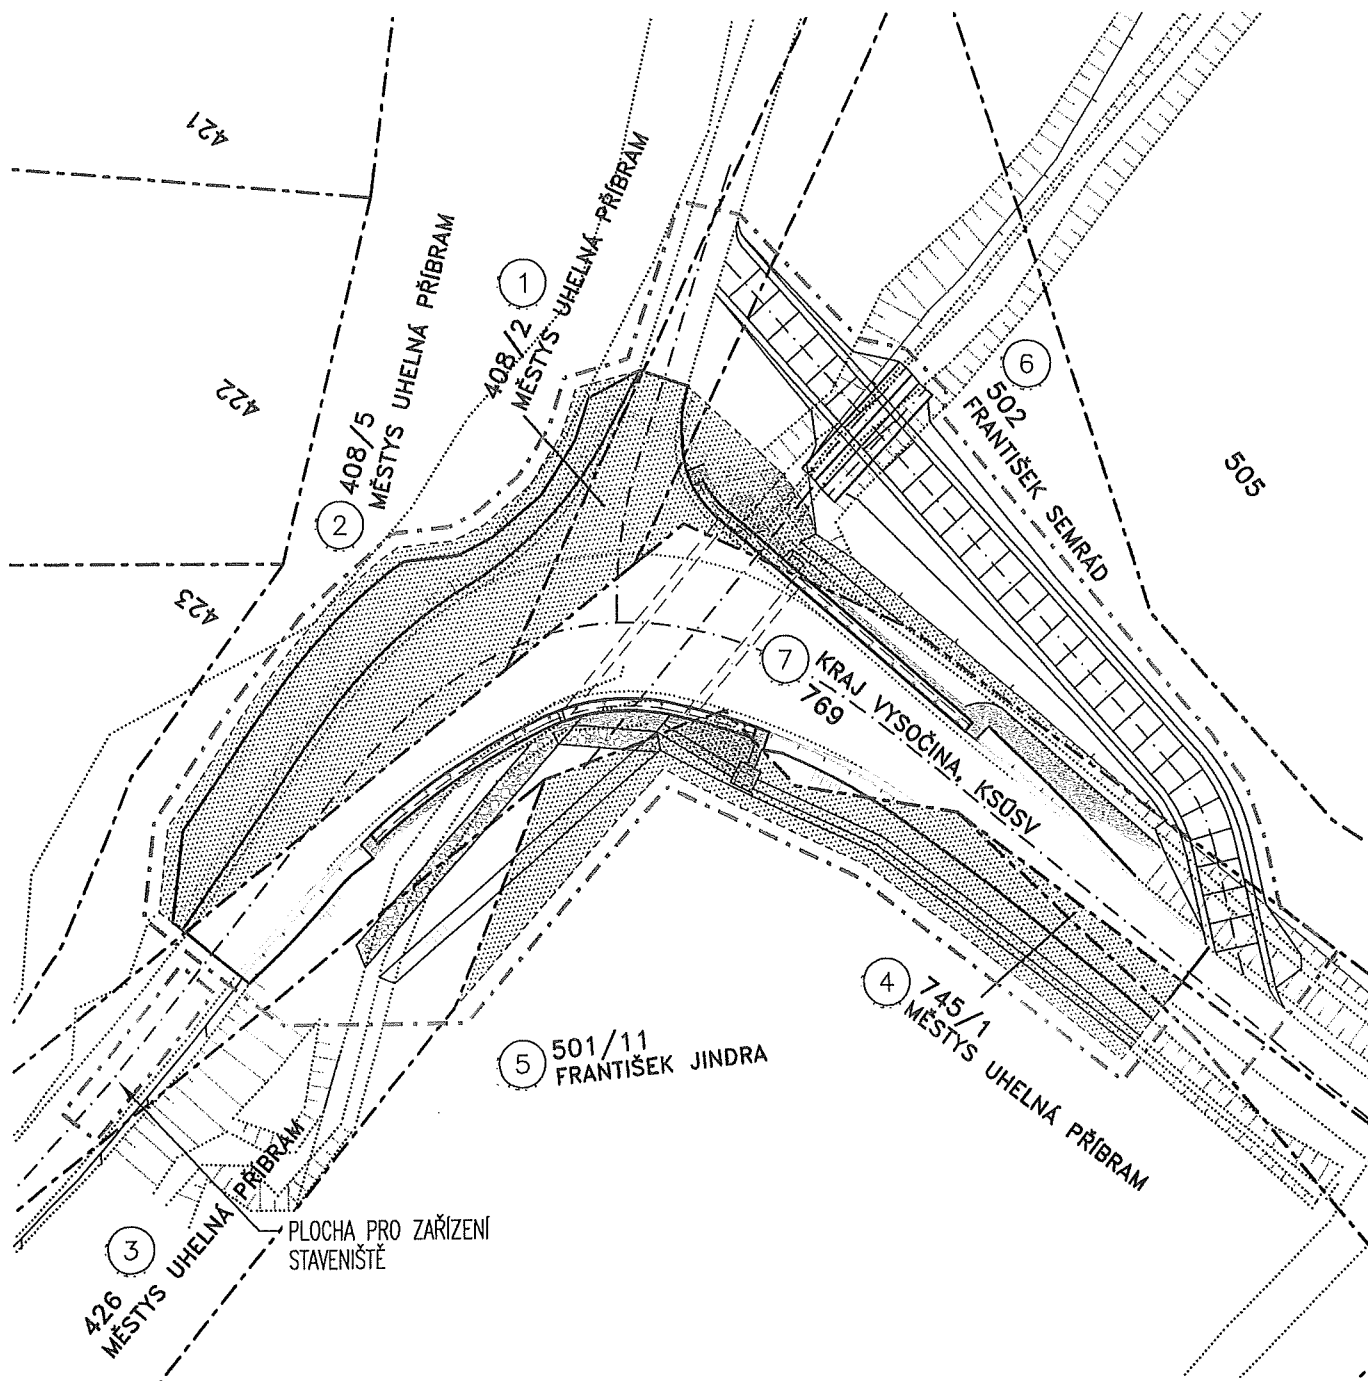 421
422
423
1
408/2
MĚSTYS UHELNÁ PŘÍBRAM
2
408/5
MĚSTYS UHELNÁ PŘÍBRAM
6
502
FRANTIŠEK SEMRÁD
505
7
KRAJ VYSOČINA, KSÚSV
769
4
745/1
MĚSTYS UHELNÁ PŘÍBRAM
5
501/11
FRANTIŠEK JINDRA
3
426
MĚSTYS UHELNÁ PŘÍBRAM
PLOCHA PRO ZAŘÍZENÍ
STAVENIŠTĚ